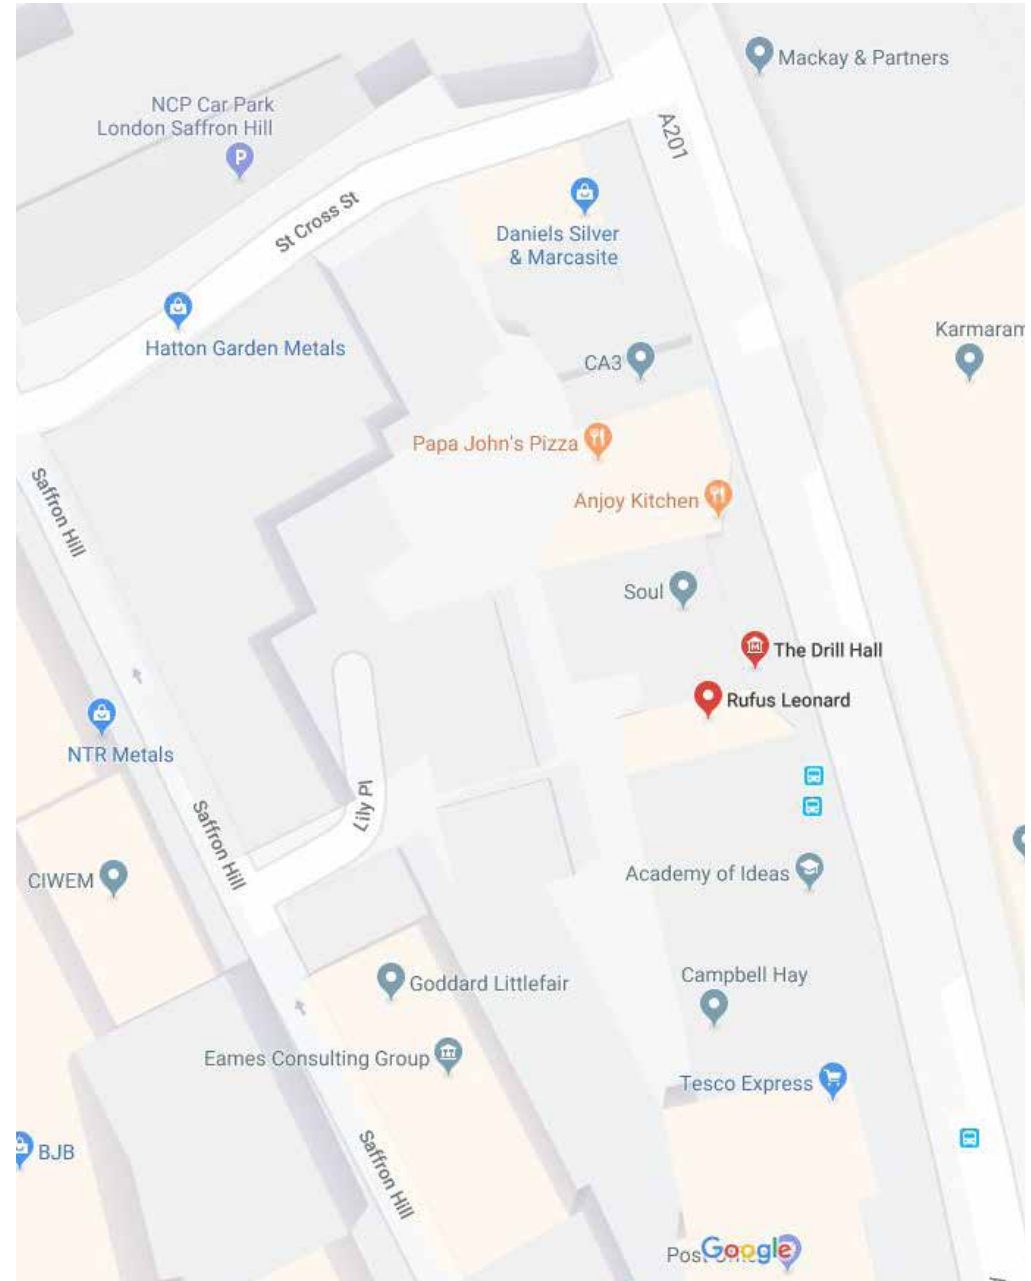 Mackay & Partners
NCP Car Park
London Saffron Hill
P
A201
St Cross St
Daniels Silver
& Marcasite
Hatton Garden Metals
Karmaram
CA3
Papa John's Pizza
Saffron Hill
Anjoy Kitchen
Soul
The Drill Hall
M
Rufus Leonard
NTR Metals
Lily Pl
Saffron Hill
CIWEM
Academy of Ideas
Goddard Littlefair
Campbell Hay
Eames Consulting Group
Tesco Express
BJB
Saffron Hill
Google